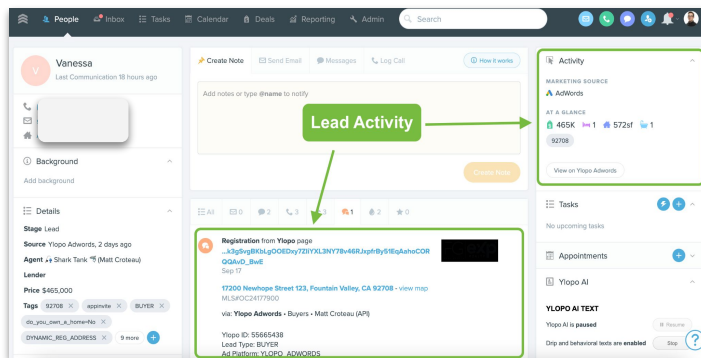 People
Inbox
Tasks
Calendar
Deals
Reporting
Admin
Search
V
Vanessa
Last Communication 18 hours ago
Background
Add background
Details
Stage Lead
Source Ylopo Adwords, 2 days ago
Agent Shark Tank (Matt Croteau)
Lender
Price $465,000
Tags 92708 X appinvite X BUYER X
do_you_own_a_home=No X
DYNAMIC_REG_ADDRESS X 9 more +
Create Note
Send Email
Messages
Log Call
How it works
Add notes or type @name to notify
Lead Activity
Create Note
All 0 2 3 3 1 2 0
Registration from Ylopo page
...k3gSvgBKbLgOOEDxy7ZliYXL3NY78v46RJxpfrBy51EqAahoCOR
QQAvD_BwE
Sep 17
17200 Newhope Street 123, Fountain Valley, CA 92708 - view map
MLS#OC24177900
via: Ylopo Adwords • Buyers • Matt Croteau (API)
Ylopo ID: 55665438
Lead Type: BUYER
Ad Platform: YLOPO_ADWORDS
Activity
MARKETING SOURCE
AdWords
AT A GLANCE
465K 1 572sf 1
92708
View on Ylopo Adwords
Tasks
No upcoming tasks
Appointments
Ylopo AI
YLOPO AI TEXT
Ylopo AI is paused
Resume
Drip and behavioral texts are enabled
Stop
?